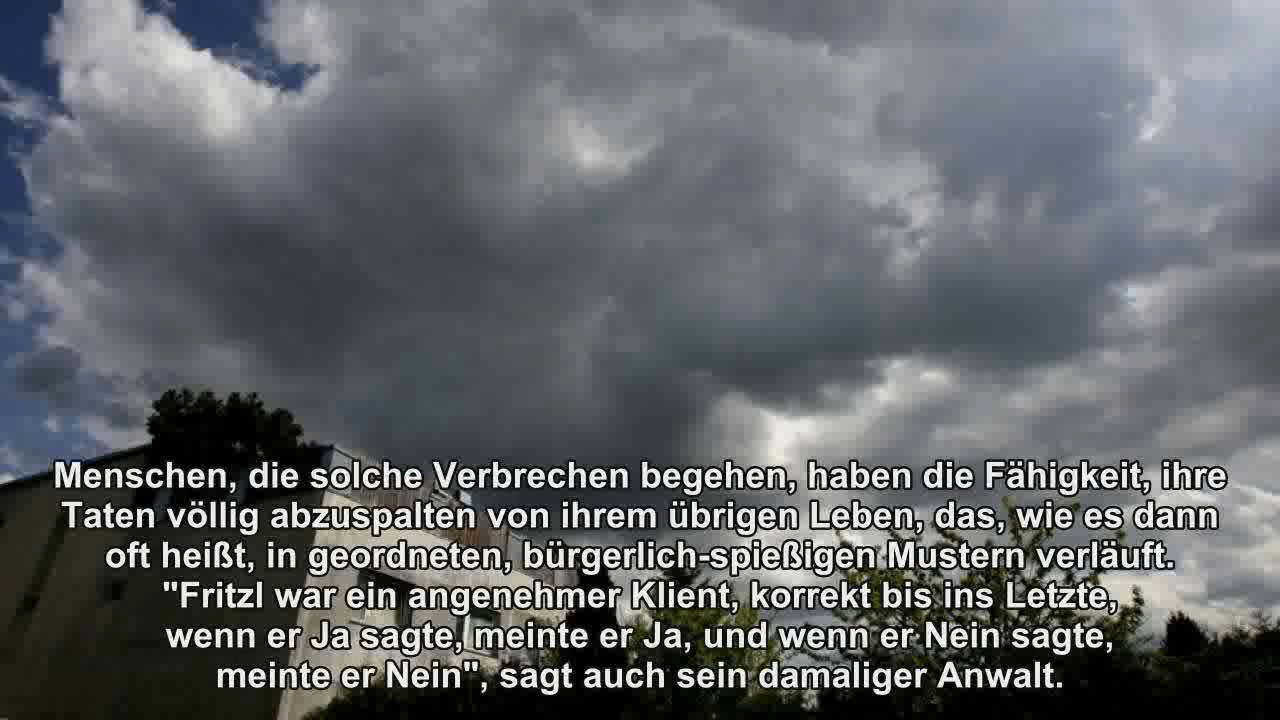 Menschen, die solche Verbrechen begehen, haben die Fähigkeit, ihre
Taten völlig abzuspalten von ihrem übrigen Leben, das, wie es dann
oft heißt, in geordneten, bürgerlich-spießigen Mustern verläuft.
"Fritzl war ein angenehmer Klient, korrekt bis ins Letzte,
wenn er Ja sagte, meinte er Ja, und wenn er Nein sagte,
meinte er Nein", sagt auch sein damaliger Anwalt.